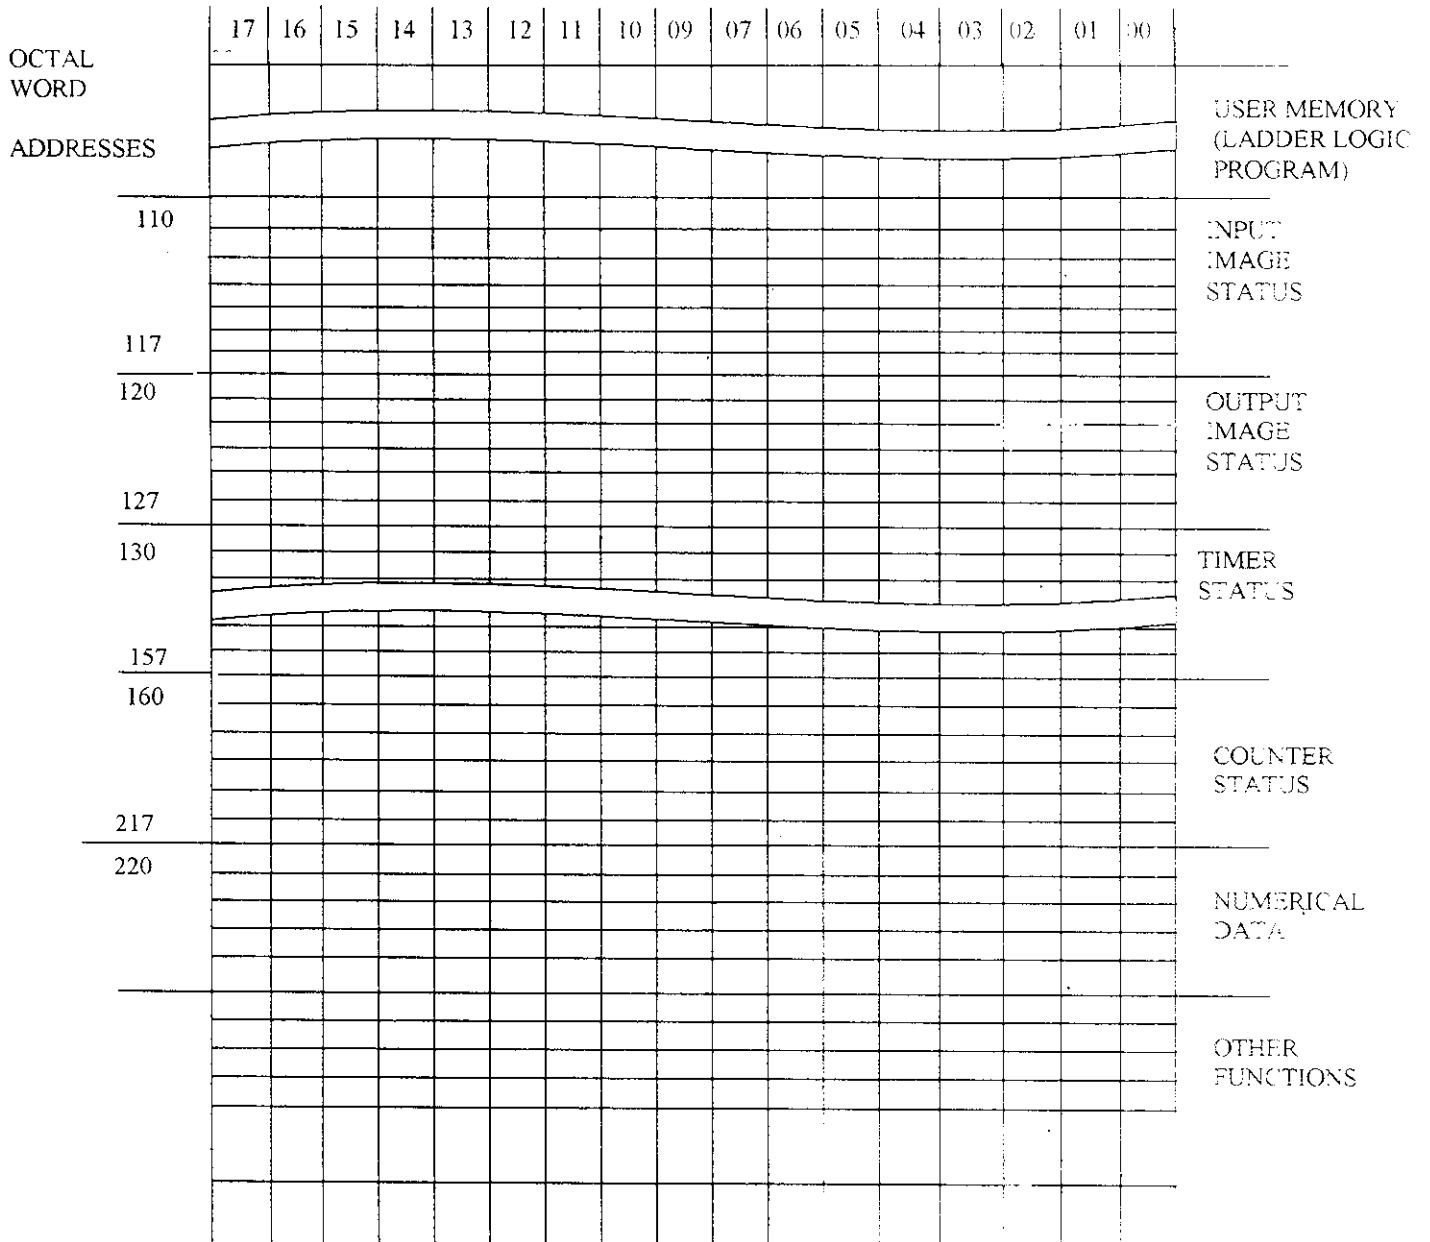 17 16 15 14 13 12 11 10 09 07 06 05 04 03 02 01 00
OCTAL
WORD
ADDRESSES
USER MEMORY
(LADDER LOGIC
PROGRAM)
110
INPUT
IMAGE
STATUS
117
120
OUTPUT
IMAGE
STATUS
127
130
TIMER
STATUS
157
160
COUNTER
STATUS
217
220
NUMERICAL
DATA
OTHER
FUNCTIONS